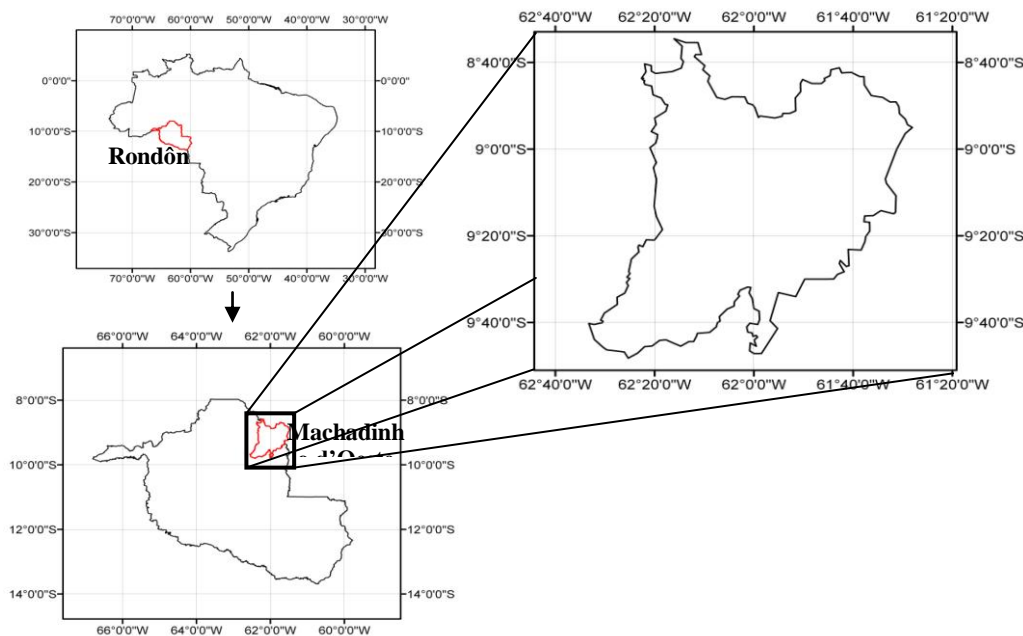 70°0'0"W 60°0'0"W 50°0'0"W 40°0'0"W 30°0'0"W
0°0'0" 0°0'0"
10°0'0"S 10°0'0"S
Rondôn
20°0'0"S 20°0'0"S
30°0'0"S 30°0'0"S
70°0'0"W 60°0'0"W 50°0'0"W 40°0'0"W 30°0'0"W
62°40'0"W 62°20'0"W 62°0'0"W 61°40'0"W 61°20'0"W
8°40'0"S 8°40'0"S
9°0'0"S 9°0'0"S
9°20'0"S 9°20'0"S
9°40'0"S 9°40'0"S
62°40'0"W 62°20'0"W 62°0'0"W 61°40'0"W 61°20'0"W
66°0'0"W 64°0'0"W 62°0'0"W 60°0'0"W
8°0'0"S 8°0'0"S
Machadinh
10°0'0"S 10°0'0"S
12°0'0"S 12°0'0"S
14°0'0"S 14°0'0"S
66°0'0"W 64°0'0"W 62°0'0"W 60°0'0"W